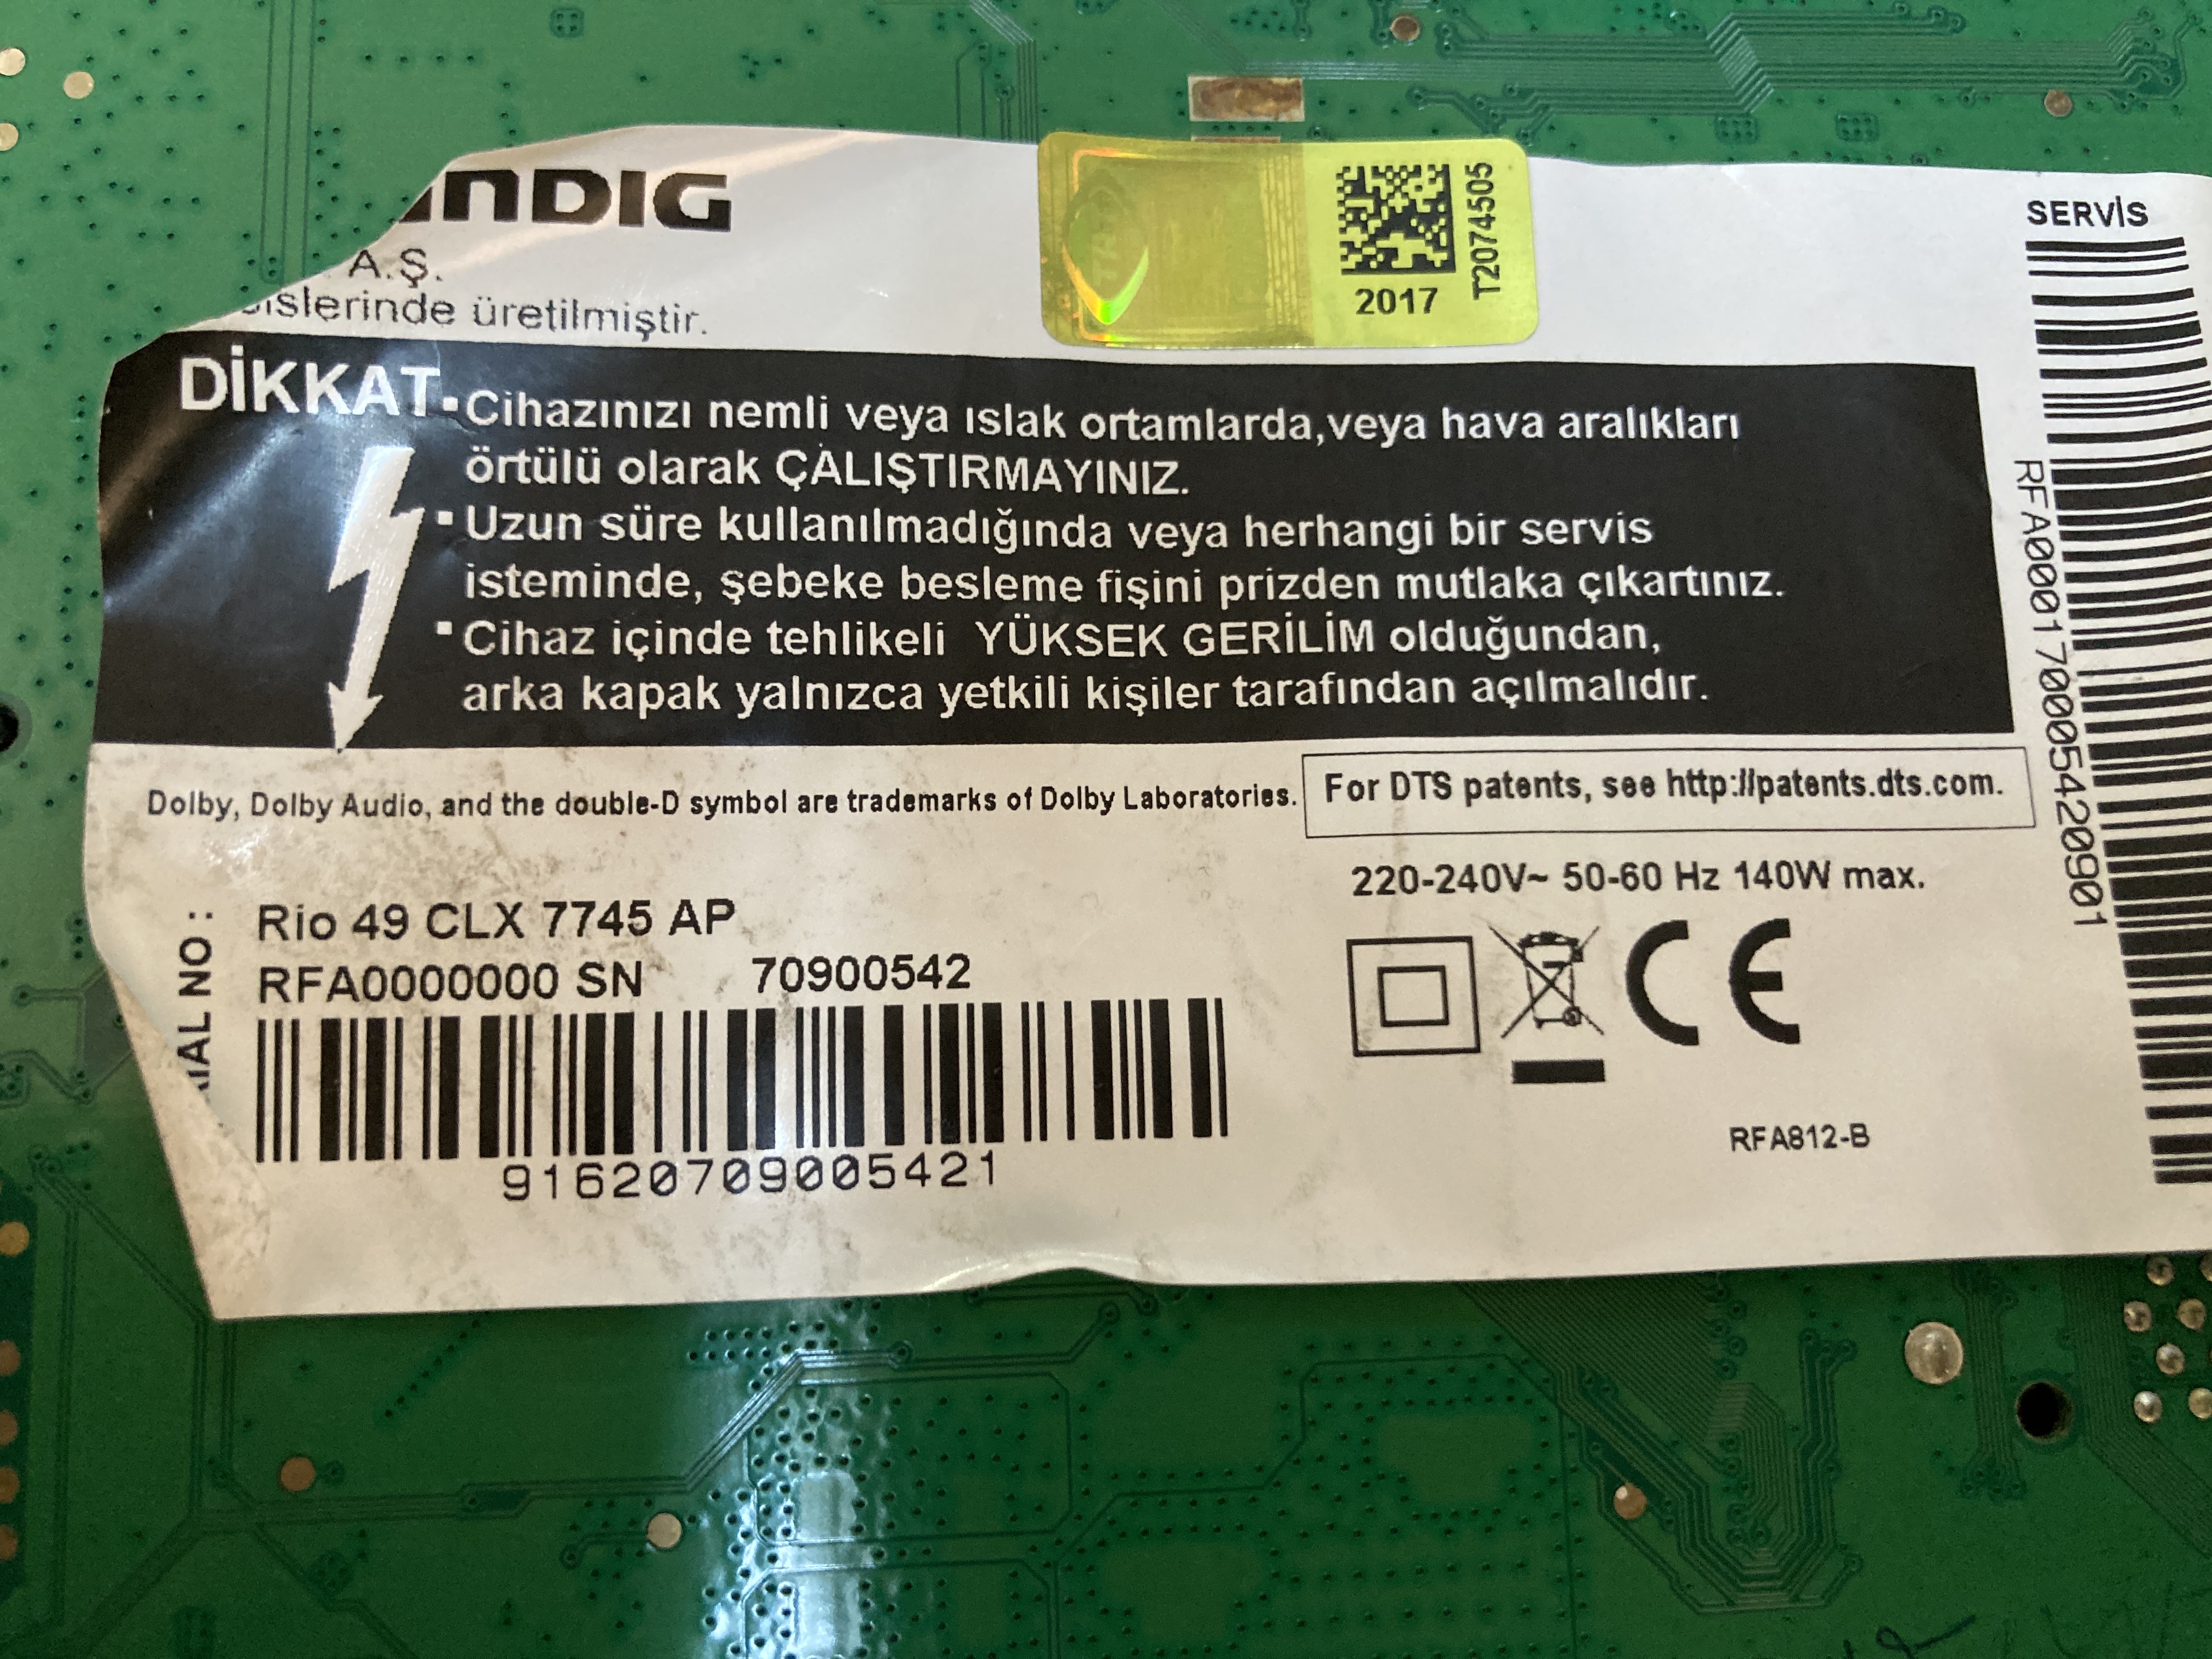 NDIG
A.Ş.
islerinde üretilmiştir.
2017
T2074505
SERVİS
RFA000170005420901
DİKKAT
▪Cihazınızı nemli veya ıslak ortamlarda,veya hava aralıkları
örtülü olarak ÇALIŞTIRMAYINIZ.
▪Uzun süre kullanılmadığında veya herhangi bir servis
isteminde, şebeke besleme fişini prizden mutlaka çıkartınız.
▪Cihaz içinde tehlikeli YÜKSEK GERİLİM olduğundan,
arka kapak yalnızca yetkili kişiler tarafından açılmalıdır.
Dolby, Dolby Audio, and the double-D symbol are trademarks of Dolby Laboratories.
For DTS patents, see http://patents.dts.com.
220-240V~ 50-60 Hz 140W max.
IAL NO :
Rio 49 CLX 7745 AP
RFA0000000 SN 70900542
91620709005421
CE
RFA812-B